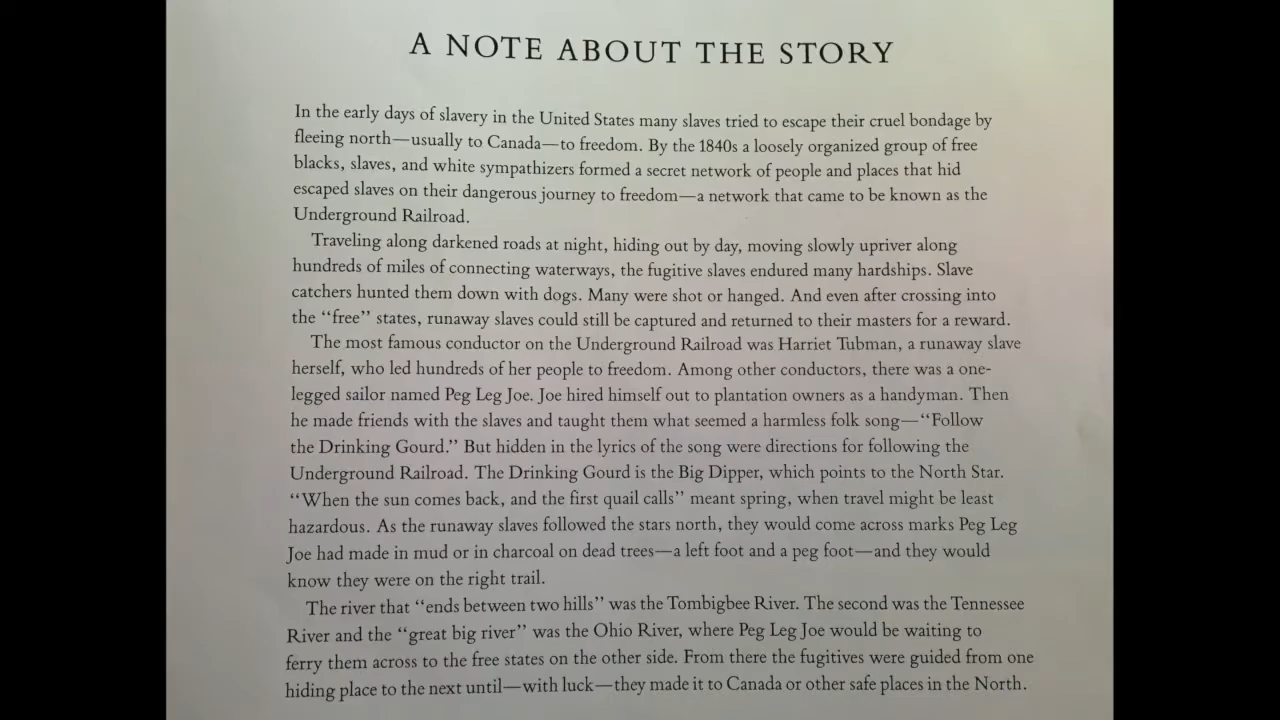 A NOTE ABOUT THE STORY
In the early days of slavery in the United States many slaves tried to escape their cruel bondage by
fleeing north—usually to Canada—to freedom. By the 1840s a loosely organized group of free
blacks, slaves, and white sympathizers formed a secret network of people and places that hid
escaped slaves on their dangerous journey to freedom—a network that came to be known as the
Underground Railroad.
Traveling along darkened roads at night, hiding out by day, moving slowly upriver along
hundreds of miles of connecting waterways, the fugitive slaves endured many hardships. Slave
catchers hunted them down with dogs. Many were shot or hanged. And even after crossing into
the “free” states, runaway slaves could still be captured and returned to their masters for a reward.
The most famous conductor on the Underground Railroad was Harriet Tubman, a runaway slave
herself, who led hundreds of her people to freedom. Among other conductors, there was a one-
legged sailor named Peg Leg Joe. Joe hired himself out to plantation owners as a handyman. Then
he made friends with the slaves and taught them what seemed a harmless folk song—“Follow
the Drinking Gourd.” But hidden in the lyrics of the song were directions for following the
Underground Railroad. The Drinking Gourd is the Big Dipper, which points to the North Star.
“When the sun comes back, and the first quail calls” meant spring, when travel might be least
hazardous. As the runaway slaves followed the stars north, they would come across marks Peg Leg
Joe had made in mud or in charcoal on dead trees—a left foot and a peg foot—and they would
know they were on the right trail.
The river that “ends between two hills” was the Tombigbee River. The second was the Tennessee
River and the “great big river” was the Ohio River, where Peg Leg Joe would be waiting to
ferry them across to the free states on the other side. From there the fugitives were guided from one
hiding place to the next until—with luck—they made it to Canada or other safe places in the North.